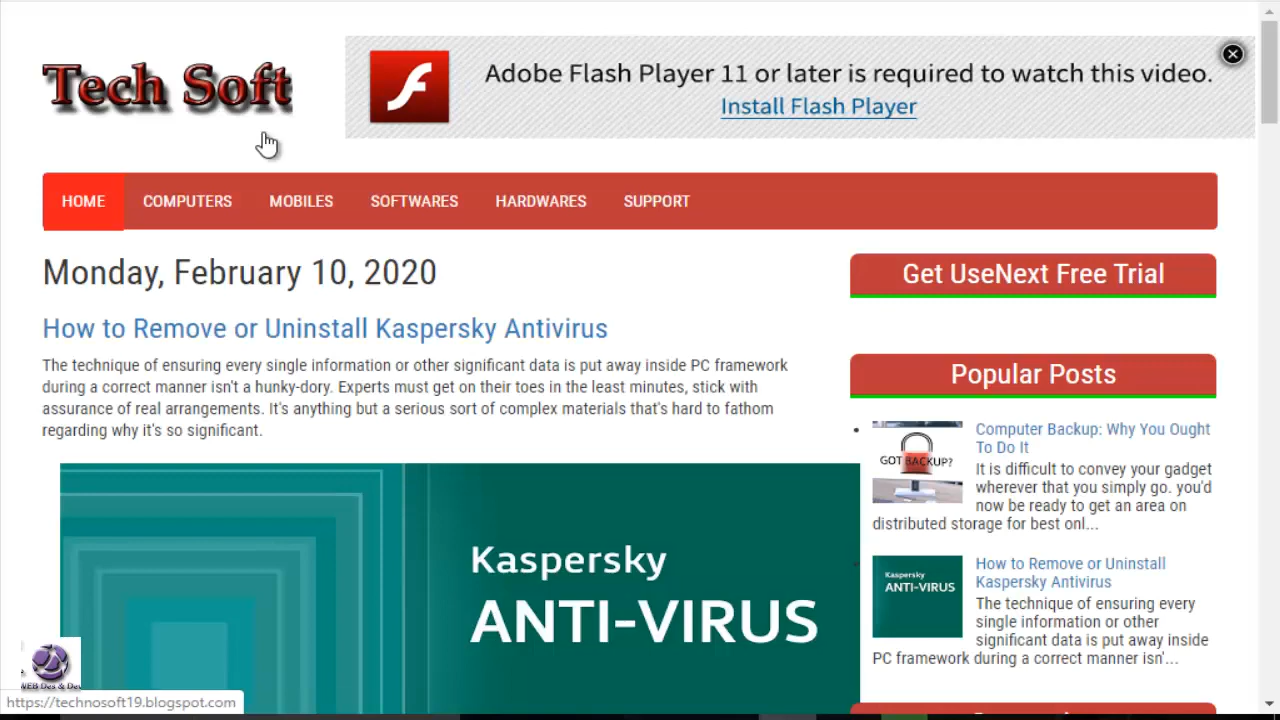 Tech Soft
Adobe Flash Player 11 or later is required to watch this video.
Install Flash Player
HOME COMPUTERS MOBILES SOFTWARES HARDWARES SUPPORT
Monday, February 10, 2020
How to Remove or Uninstall Kaspersky Antivirus
The technique of ensuring every single information or other significant data is put away inside PC framework
during a correct manner isn't a hunky-dory. Experts must get on their toes in the least minutes, stick with
assurance of real arrangements. It's anything but a serious sort of complex materials that's hard to fathom
regarding why it's so significant.
Kaspersky
ANTI-VIRUS
Get UseNext Free Trial
Popular Posts
GOT BACKUP?
Computer Backup: Why You Ought
To Do It
It is difficult to convey your gadget
wherever that you simply go. you'd
now be ready to get an area on
distributed storage for best onl...
Kaspersky
ANTI-VIRUS
How to Remove or Uninstall
Kaspersky Antivirus
The technique of ensuring every
single information or other
significant data is put away inside
PC framework during a correct manner isn'...
WEB Des & Dev
https://technosoft19.blogspot.com